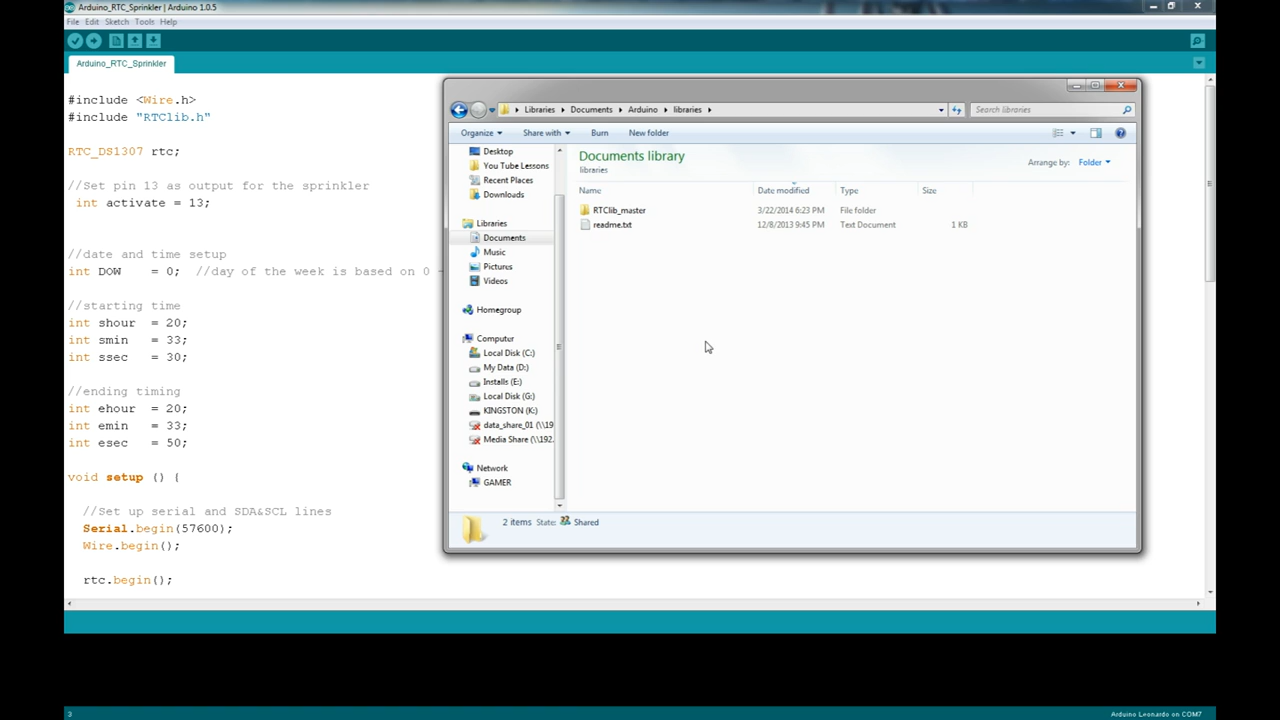 Arduino_RTC_Sprinkler | Arduino 1.0.5
File Edit Sketch Tools Help
Arduino_RTC_Sprinkler
#include <Wire.h>
#include "RTClib.h"
RTC_DS1307 rtc;
//Set pin 13 as output for the sprinkler
int activate = 13;
//date and time setup
int DOW = 0; //day of the week is based on 0 -
//starting time
int shour = 20;
int smin = 33;
int ssec = 30;
//ending timing
int ehour = 20;
int emin = 33;
int esec = 50;
void setup () {
//Set up serial and SDA&SCL lines
Serial.begin(57600);
Wire.begin();
rtc.begin();
Libraries Documents Arduino libraries
Search libraries
Organize Share with Burn New folder
Desktop
You Tube Lessons
Recent Places
Downloads
Libraries
Documents
Music
Pictures
Videos
Homegroup
Computer
Local Disk (C:)
My Data (D:)
Installs (E:)
Local Disk (G:)
KINGSTON (K:)
data_share_01 (\\19
Media Share (\\192.
Network
GAMER
Documents library
libraries
Arrange by: Folder
Name Date modified Type Size
RTClib_master 3/22/2014 6:23 PM File folder
readme.txt 12/8/2013 9:45 PM Text Document 1 KB
2 items State: Shared
3
Arduino Leonardo on COM7